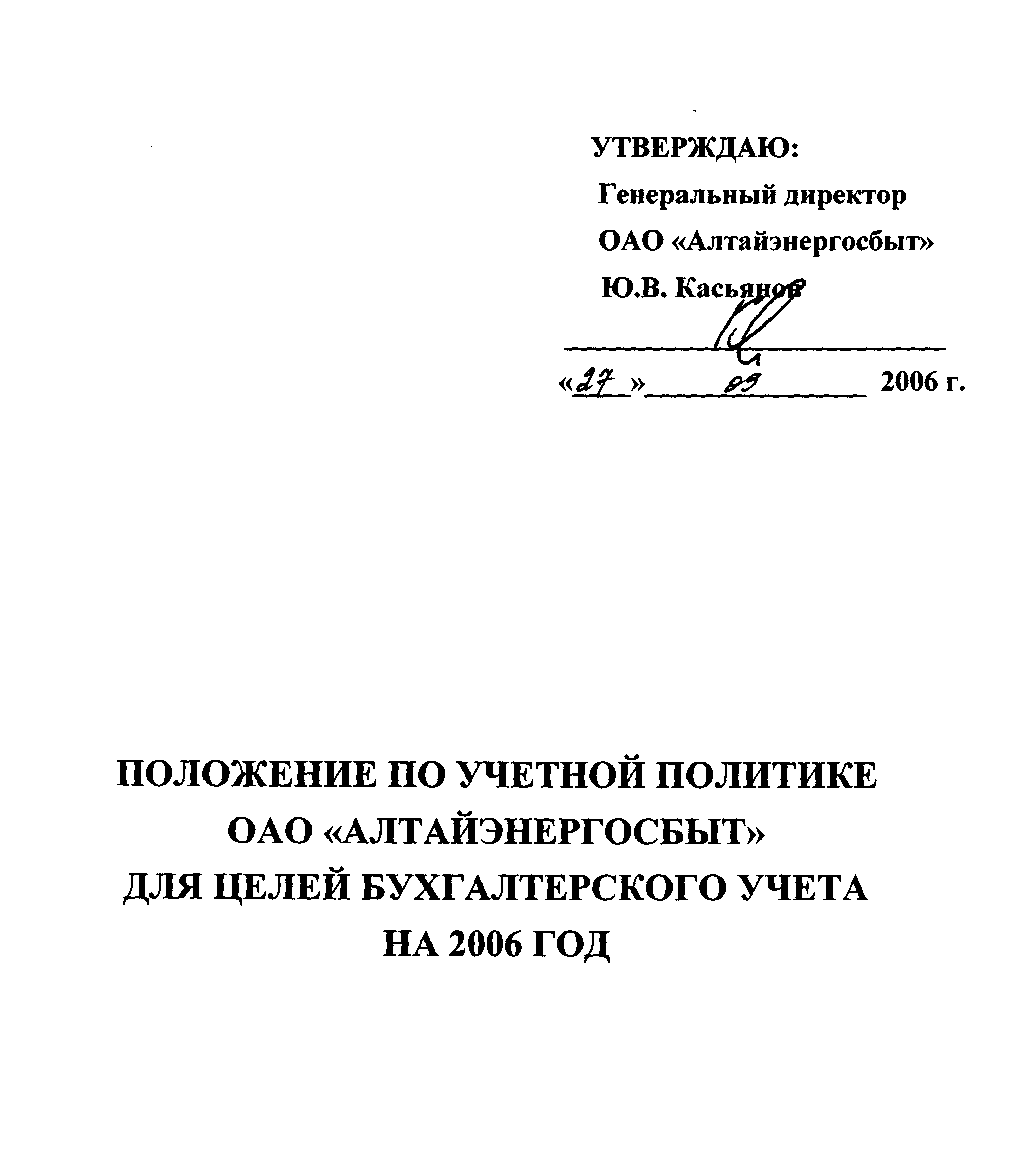 УТВЕРЖДАЮ:
Генеральный директор
ОАО «Алтайэнергосбыт»
Ю.В. Касьянов
«27» 09 2006 г.
ПОЛОЖЕНИЕ ПО УЧЕТНОЙ ПОЛИТИКЕ
ОАО «АЛТАЙЭНЕРГОСБЫТ»
ДЛЯ ЦЕЛЕЙ БУХГАЛТЕРСКОГО УЧЕТА
НА 2006 ГОД